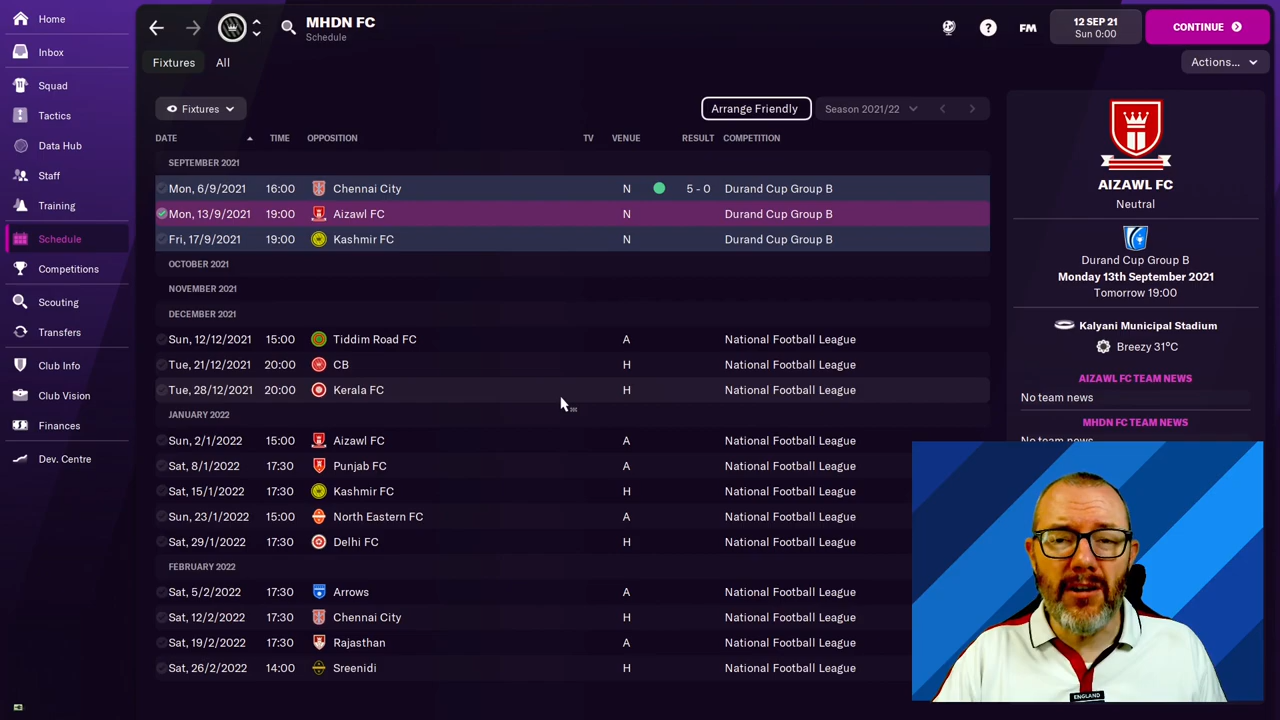 Home
Inbox
Squad
Tactics
Data Hub
Staff
Training
Schedule
Competitions
Scouting
Transfers
Club Info
Club Vision
Finances
Dev. Centre
MHDN FC
Schedule
FM
12 SEP 21
Sun 0:00
CONTINUE
Fixtures All
Actions...
Fixtures
Arrange Friendly
Season 2021/22
DATE TIME OPPOSITION TV VENUE RESULT COMPETITION
SEPTEMBER 2021
Mon, 6/9/2021 16:00 Chennai City N 5 - 0 Durand Cup Group B
Mon, 13/9/2021 19:00 Aizawl FC N Durand Cup Group B
Fri, 17/9/2021 19:00 Kashmir FC N Durand Cup Group B
OCTOBER 2021
NOVEMBER 2021
DECEMBER 2021
Sun, 12/12/2021 15:00 Tiddim Road FC A National Football League
Tue, 21/12/2021 20:00 CB H National Football League
Tue, 28/12/2021 20:00 Kerala FC H National Football League
JANUARY 2022
Sun, 2/1/2022 15:00 Aizawl FC A National Football League
Sat, 8/1/2022 17:30 Punjab FC A National Football League
Sat, 15/1/2022 17:30 Kashmir FC H National Football League
Sun, 23/1/2022 15:00 North Eastern FC A National Football League
Sat, 29/1/2022 17:30 Delhi FC H National Football League
FEBRUARY 2022
Sat, 5/2/2022 17:30 Arrows A National Football League
Sat, 12/2/2022 17:30 Chennai City H National Football League
Sat, 19/2/2022 17:30 Rajasthan A National Football League
Sat, 26/2/2022 14:00 Sreenidi H National Football League
AIZAWL FC
Neutral
Durand Cup Group B
Monday 13th September 2021
Tomorrow 19:00
Kalyani Municipal Stadium
Breezy 31°C
AIZAWL FC TEAM NEWS
No team news
MHDN FC TEAM NEWS
No team news
ENGLAND